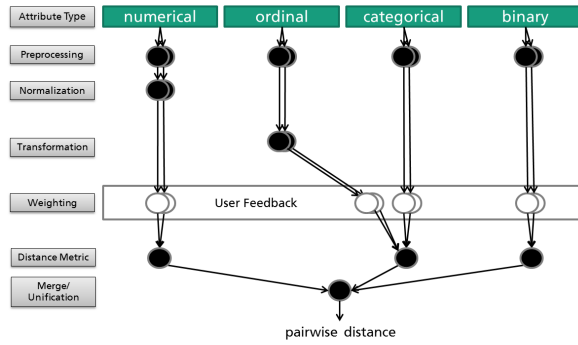 Attribute Type
numerical
ordinal
categorical
binary
Preprocessing
Normalization
Transformation
Weighting
User Feedback
Distance Metric
Merge/
Unification
pairwise distance